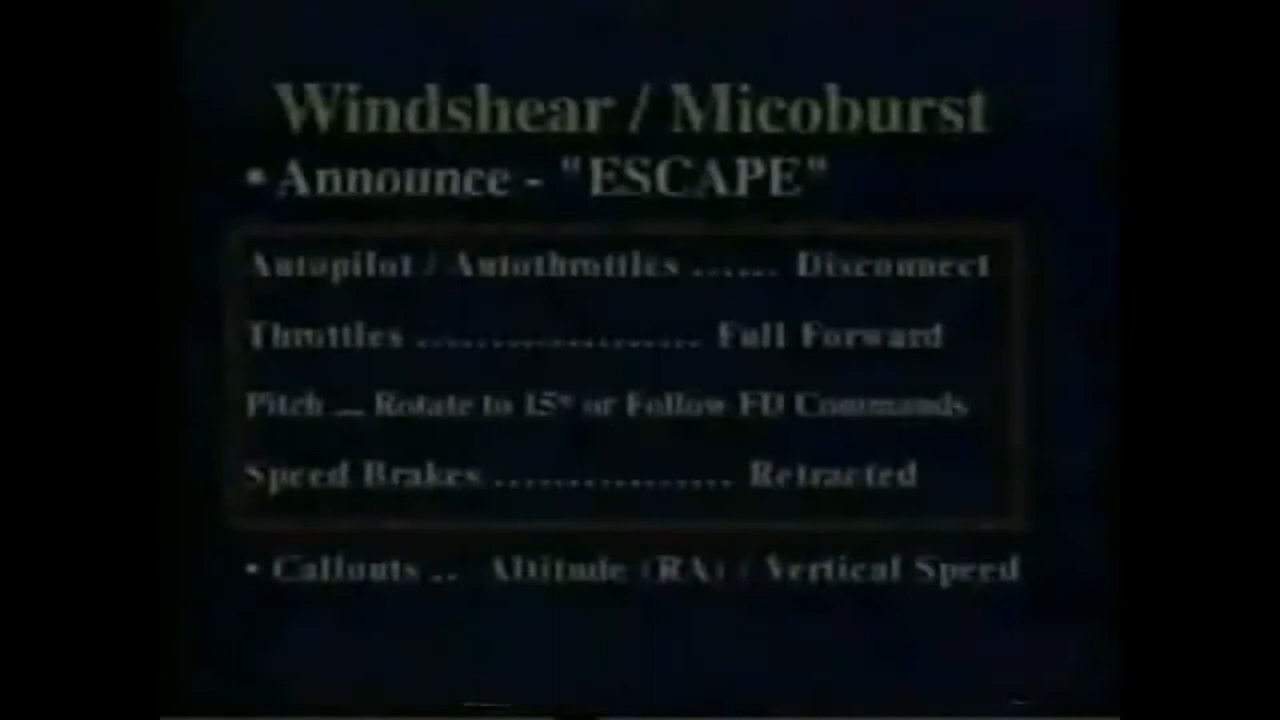 Windshear / Micoburst
• Announce - "ESCAPE"
Autopilot / Autothrottles ....... Disconnect
Throttles ..................... Full Forward
Pitch ... Rotate to 15° or Follow FD Commands
Speed Brakes ................. Retracted
• Callouts .. Altitude (RA) / Vertical Speed